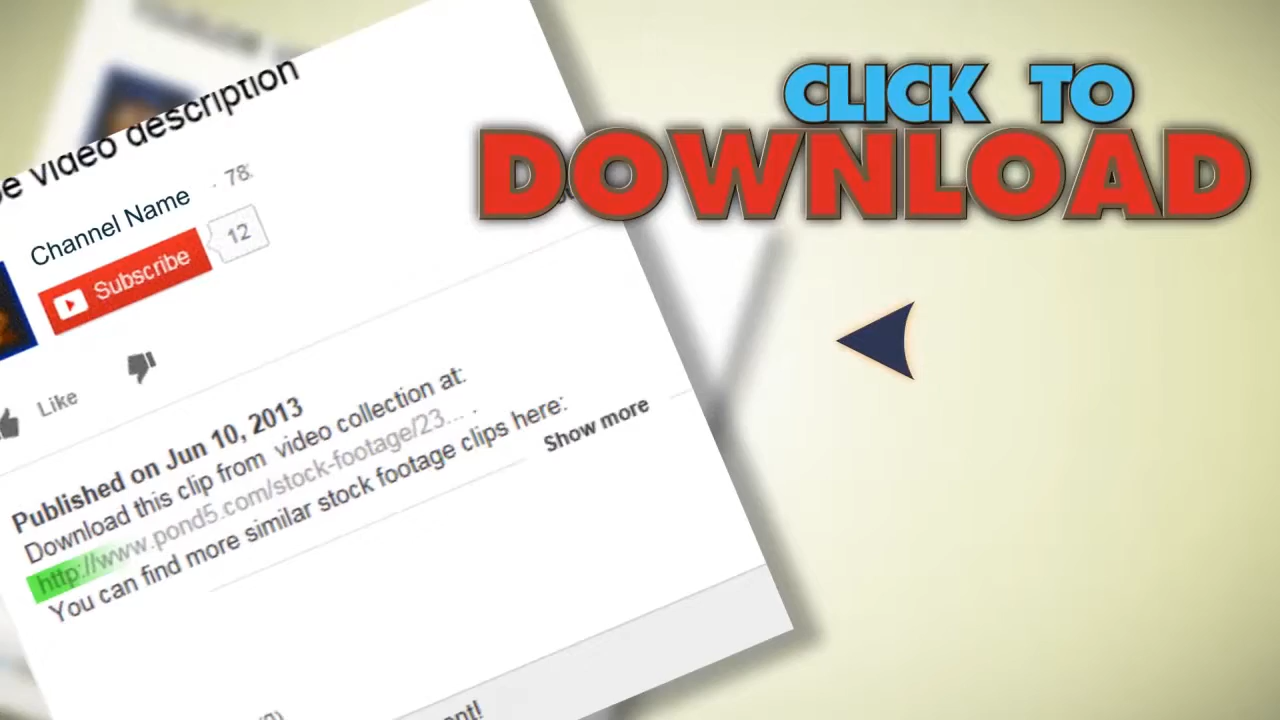 CLICK TO
DOWNLOAD
video description
Channel Name
Subscribe
12
Like
Published on Jun 10, 2013
Download this clip from video collection at:
http://www.pond5.com/stock-footage/23...
You can find more similar stock footage clips here:
Show more